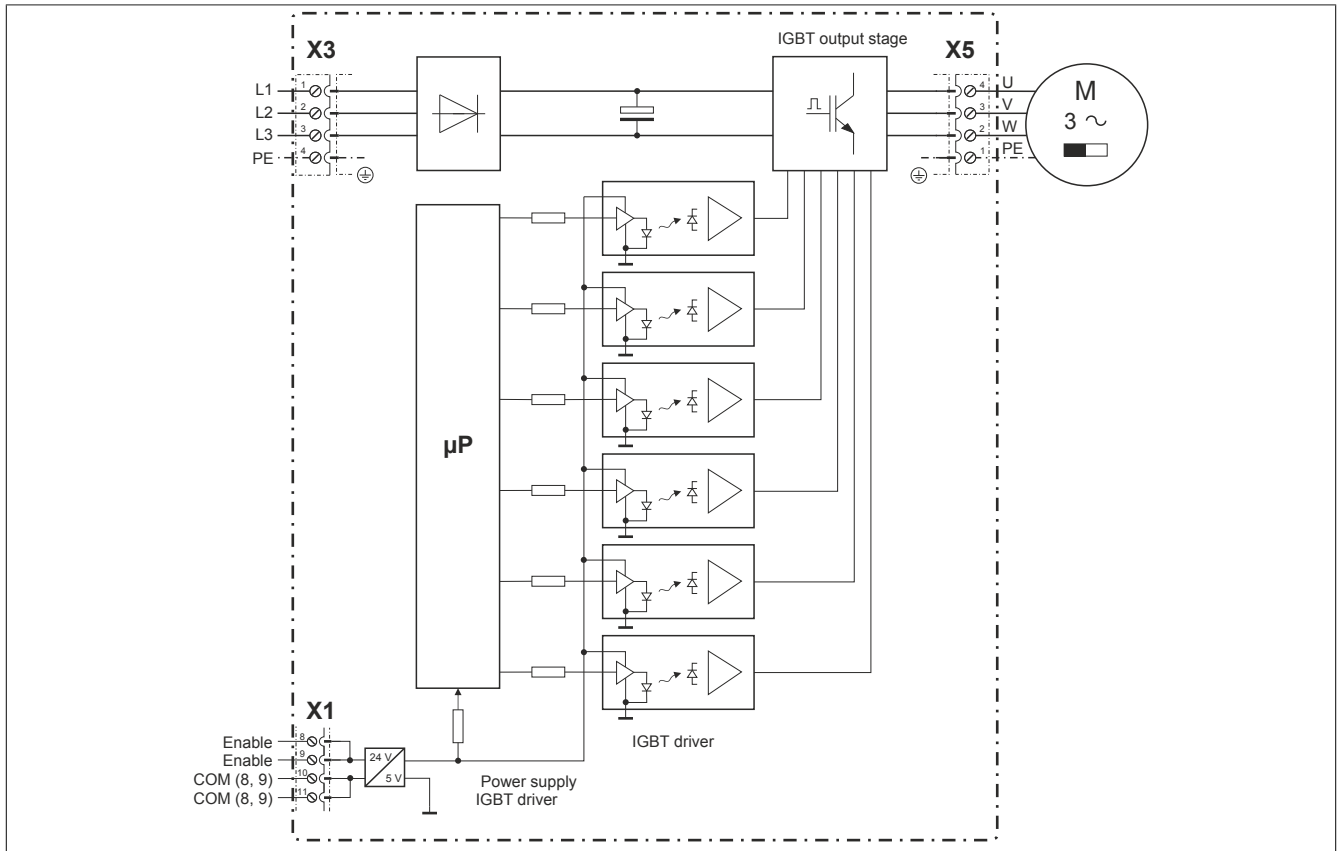 IGBT output stage
X3
X5
L1 1
L2 2
L3 3
PE 4
4 U
3 V
2 W
1 PE
M
3 ~
µP
X1
Enable 8
Enable 9
COM (8, 9) 10
COM (8, 9) 11
24 V
5 V
IGBT driver
Power supply
IGBT driver